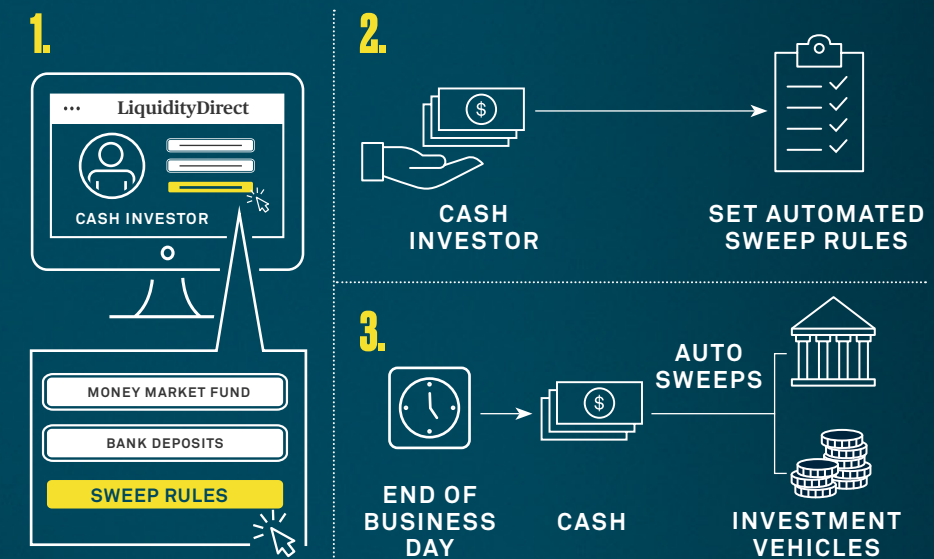 1.
... LiquidityDirect
CASH INVESTOR
MONEY MARKET FUND
BANK DEPOSITS
SWEEP RULES
2.
$
CASH
INVESTOR
SET AUTOMATED
SWEEP RULES
3.
$
AUTO
SWEEPS
END OF
BUSINESS
DAY
CASH
INVESTMENT
VEHICLES